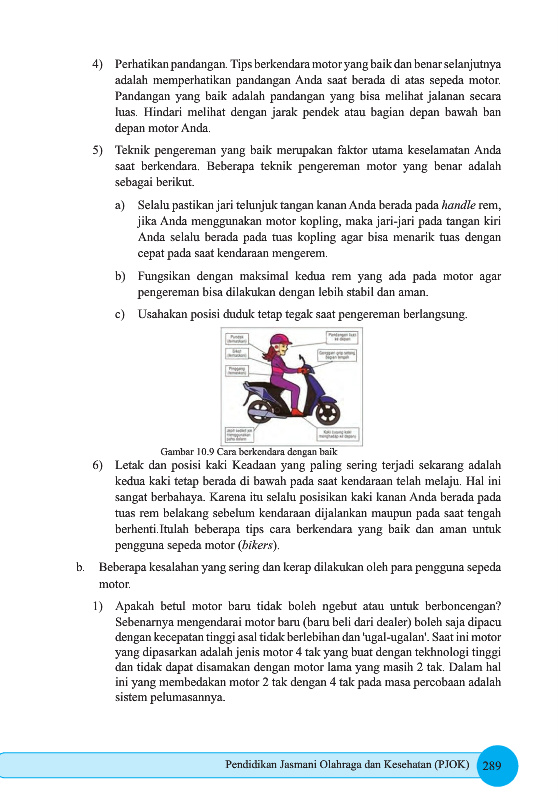 4) Perhatikan pandangan. Tips berkendara motor yang baik dan benar selanjutnya
adalah memperhatikan pandangan Anda saat berada di atas sepeda motor.
Pandangan yang baik adalah pandangan yang bisa melihat jalanan secara
luas. Hindari melihat dengan jarak pendek atau bagian depan bawah ban
depan motor Anda.
5) Teknik pengereman yang baik merupakan faktor utama keselamatan Anda
saat berkendara. Beberapa teknik pengereman motor yang benar adalah
sebagai berikut.
a) Selalu pastikan jari telunjuk tangan kanan Anda berada pada handle rem,
jika Anda menggunakan motor kopling, maka jari-jari pada tangan kiri
Anda selalu berada pada tuas kopling agar bisa menarik tuas dengan
cepat pada saat kendaraan mengerem.
b) Fungsikan dengan maksimal kedua rem yang ada pada motor agar
pengereman bisa dilakukan dengan lebih stabil dan aman.
c) Usahakan posisi duduk tetap tegak saat pengereman berlangsung.
Pundak
(lemaskan)
Sikut
(lemaskan)
Pinggang
(lemaskan)
Pandangan luas
ke depan
Kaki
menghadap ke depan
Gambar 10.9 Cara berkendara dengan baik
6) Letak dan posisi kaki Keadaan yang paling sering terjadi sekarang adalah
kedua kaki tetap berada di bawah pada saat kendaraan telah melaju. Hal ini
sangat berbahaya. Karena itu selalu posisikan kaki kanan Anda berada pada
tuas rem belakang sebelum kendaraan dijalankan maupun pada saat tengah
berhenti.Itulah beberapa tips cara berkendara yang baik dan aman untuk
pengguna sepeda motor (bikers).
b. Beberapa kesalahan yang sering dan kerap dilakukan oleh para pengguna sepeda
motor.
1) Apakah betul motor baru tidak boleh ngebut atau untuk berboncengan?
Sebenarnya mengendarai motor baru (baru beli dari dealer) boleh saja dipacu
dengan kecepatan tinggi asal tidak berlebihan dan 'ugal-ugalan'. Saat ini motor
yang dipasarkan adalah jenis motor 4 tak yang buat dengan tekhnologi tinggi
dan tidak dapat disamakan dengan motor lama yang masih 2 tak. Dalam hal
ini yang membedakan motor 2 tak dengan 4 tak pada masa percobaan adalah
sistem pelumasannya.
Pendidikan Jasmani Olahraga dan Kesehatan (PJOK) 289